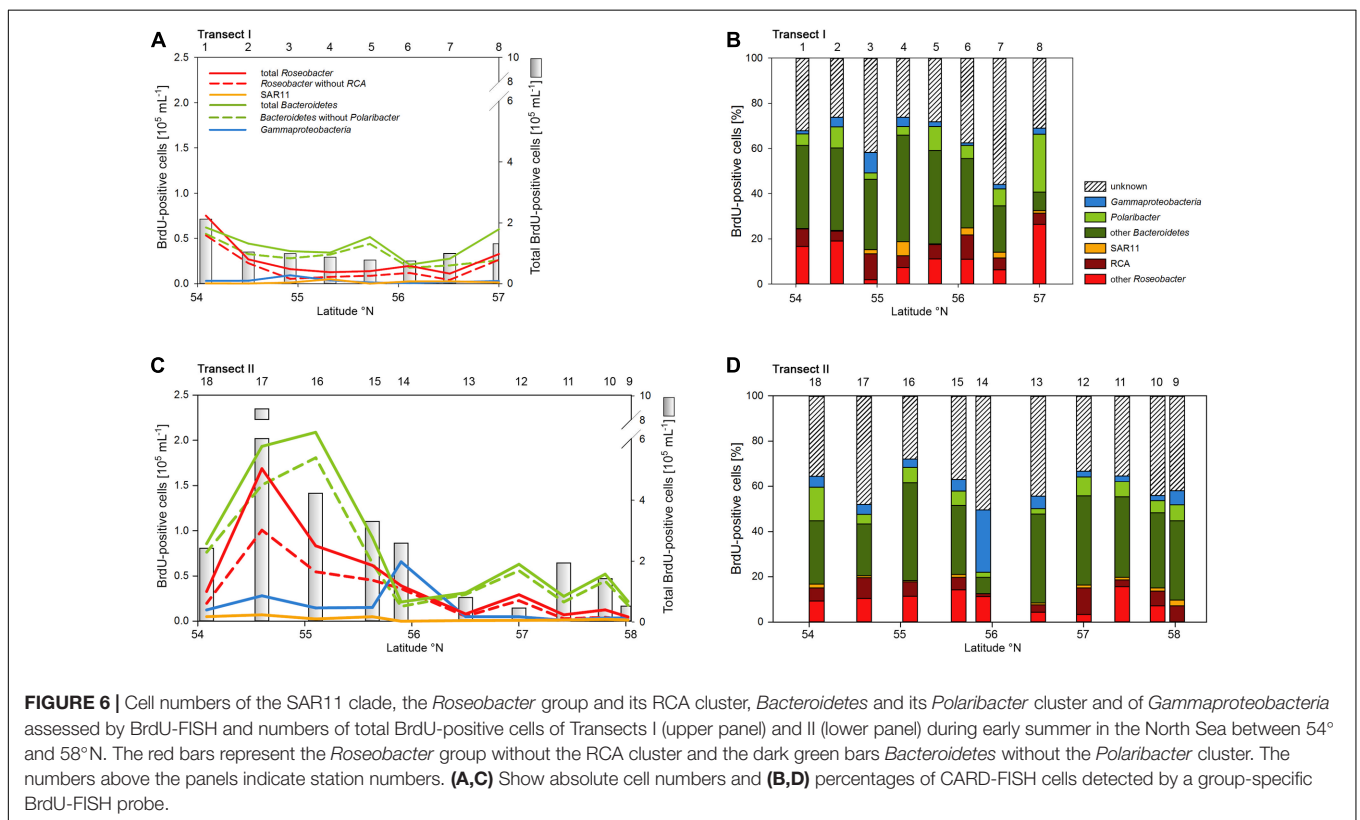 A
Transect I
1 2 3 4 5 6 7 8
2.5
2.0
1.5
1.0
0.5
0.0
BrdU-positive cells [10⁵ mL⁻¹]
total Roseobacter
Roseobacter without RCA
SAR11
total Bacteroidetes
Bacteroidetes without Polaribacter
Gammaproteobacteria
10
8
6
4
2
0
Total BrdU-positive cells [10⁵ mL⁻¹]
54 55 56 57
Latitude °N
B
Transect I
1 2 3 4 5 6 7 8
100
80
60
40
20
0
BrdU-positive cells [%]
54 55 56 57
Latitude °N
unknown
Gammaproteobacteria
Polaribacter
other Bacteroidetes
SAR11
RCA
other Roseobacter
C
Transect II
18 17 16 15 14 13 12 11 10 9
2.5
2.0
1.5
1.0
0.5
0.0
BrdU-positive cells [10⁵ mL⁻¹]
10
8
6
4
2
0
Total BrdU-positive cells [10⁵ mL⁻¹]
54 55 56 57 58
Latitude °N
D
Transect II
18 17 16 15 14 13 12 11 10 9
100
80
60
40
20
0
BrdU-positive cells [%]
54 55 56 57 58
Latitude °N
FIGURE 6 | Cell numbers of the SAR11 clade, the Roseobacter group and its RCA cluster, Bacteroidetes and its Polaribacter cluster and of Gammaproteobacteria
assessed by BrdU-FISH and numbers of total BrdU-positive cells of Transects I (upper panel) and II (lower panel) during early summer in the North Sea between 54°
and 58°N. The red bars represent the Roseobacter group without the RCA cluster and the dark green bars Bacteroidetes without the Polaribacter cluster. The
numbers above the panels indicate station numbers. (A,C) Show absolute cell numbers and (B,D) percentages of CARD-FISH cells detected by a group-specific
BrdU-FISH probe.